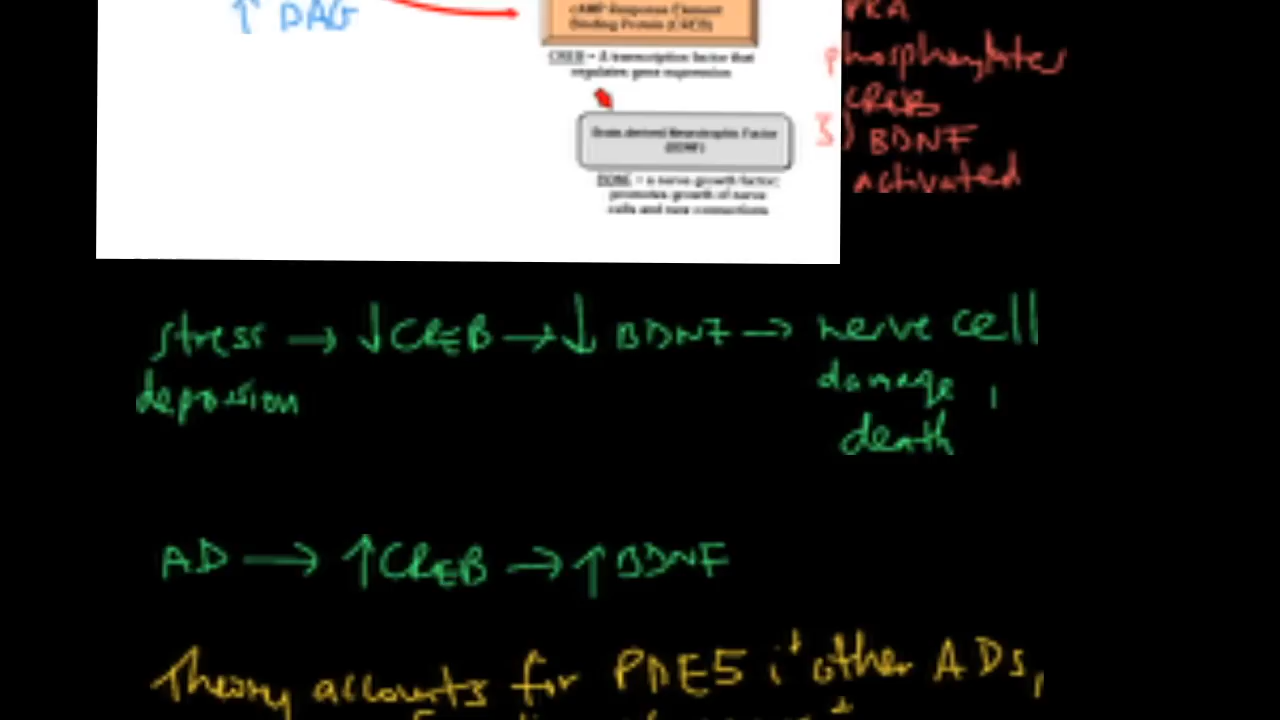 ↑ DAG
cAMP Response Element
Binding Protein (CREB)
CREB = A transcription factor that
regulates gene expression
Brain-derived Neurotrophic Factor
(BDNF)
BDNF = a nerve growth factor;
promotes growth of nerve
cells and new connections
PKA
phosphorylates
CREB
3) BDNF
activated
stress → ↓ CREB → ↓ BDNF → nerve cell
depression
damage,
death
AD → ↑ CREB → ↑ BDNF
Theory accounts for PDE5 i + other ADs,